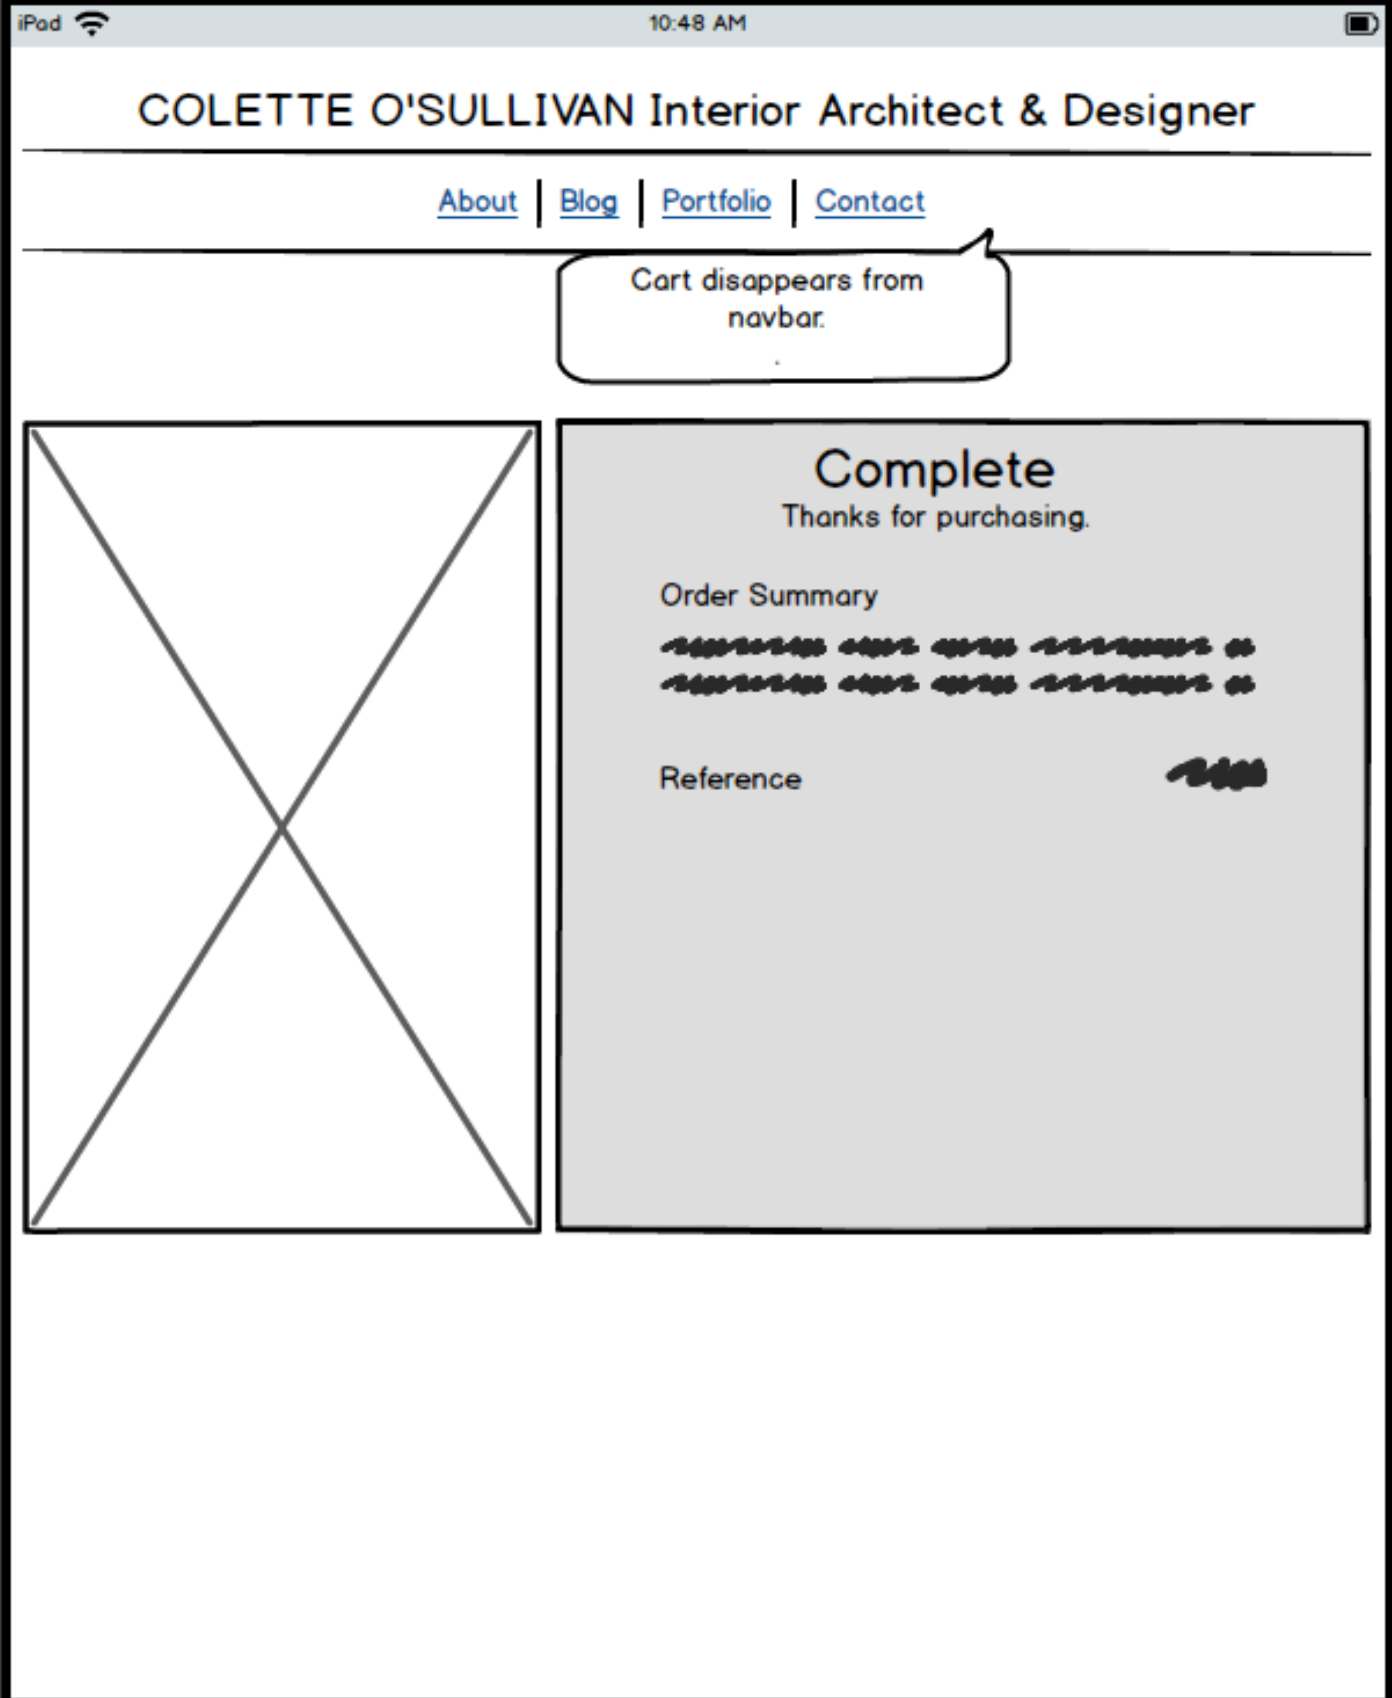 iPad
10:48 AM
COLETTE O'SULLIVAN Interior Architect & Designer
About
Blog
Portfolio
Contact
Cart disappears from
navbar.
.
Complete
Thanks for purchasing.
Order Summary
Reference